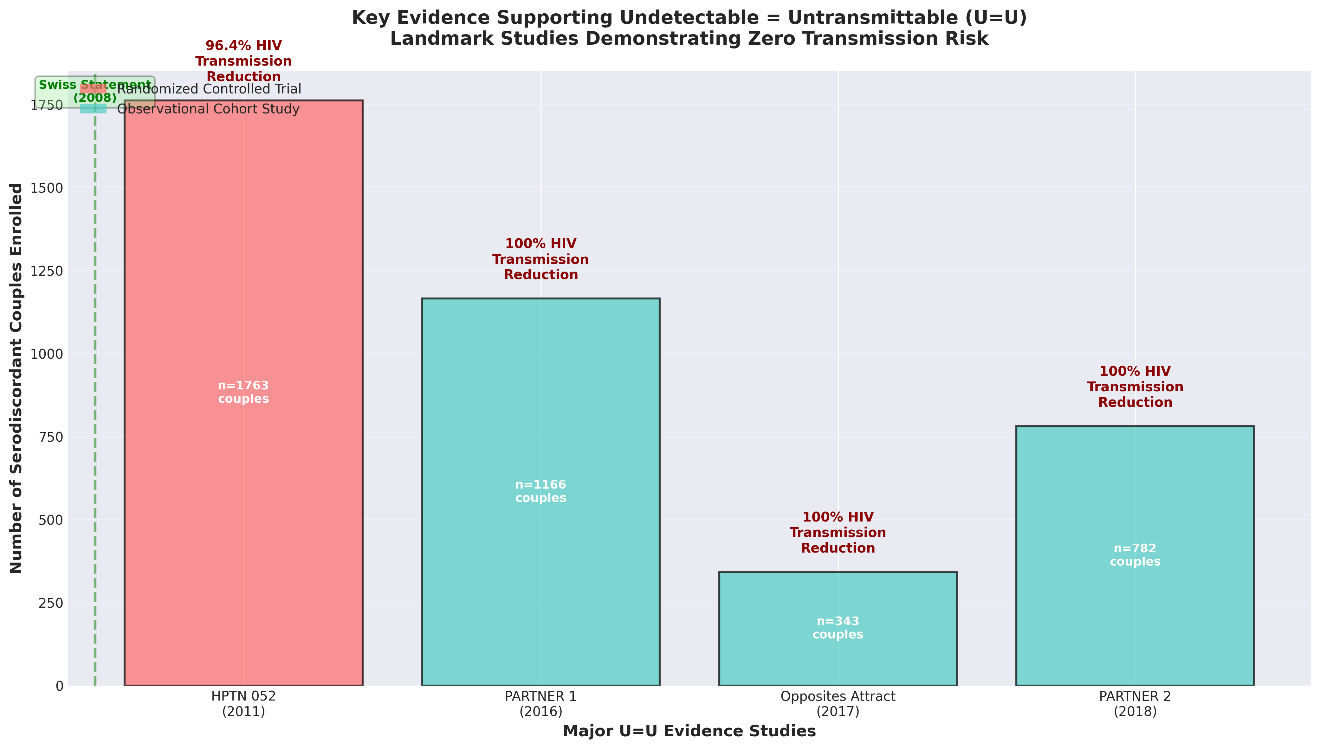 Key Evidence Supporting Undetectable = Untransmittable (U=U)
Landmark Studies Demonstrating Zero Transmission Risk
96.4% HIV
Transmission
Reduction
Swiss Statement
(2008)
Randomized Controlled Trial
Observational Cohort Study
Number of Serodiscordant Couples Enrolled
1750
1500
1250
1000
750
500
250
0
n=1763
couples
100% HIV
Transmission
Reduction
n=1166
couples
100% HIV
Transmission
Reduction
n=343
couples
100% HIV
Transmission
Reduction
n=782
couples
HPTN 052
(2011)
PARTNER 1
(2016)
Opposites Attract
(2017)
PARTNER 2
(2018)
Major U=U Evidence Studies